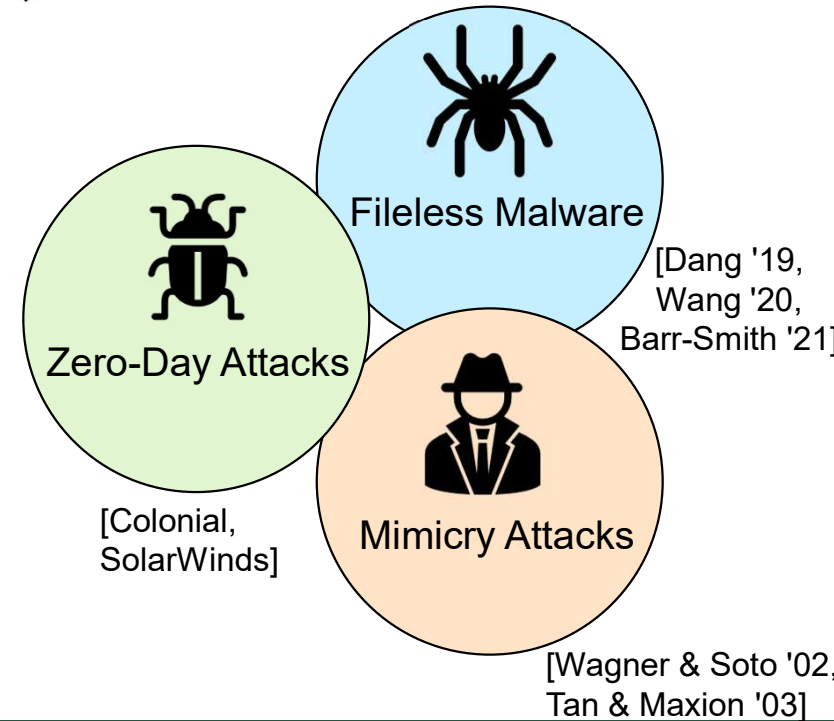 Fileless Malware
[Dang '19,
Wang '20,
Barr-Smith '21]
Zero-Day Attacks
[Colonial,
SolarWinds]
Mimicry Attacks
[Wagner & Soto '02,
Tan & Maxion '03]